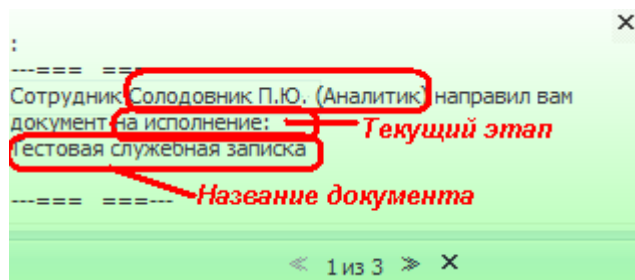 :
---=== ===---
Сотрудник Солодовник П.Ю. (Аналитик) направил вам
документ на исполнение:
Текущий этап
Тестовая служебная записка
Название документа
---=== ===---
1 из 3